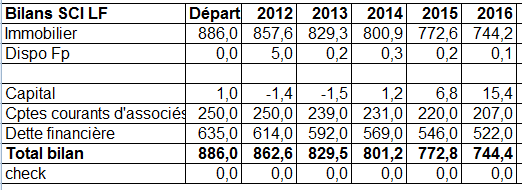 Bilans SCI LF Départ 2012 2013 2014 2015 2016
Immobilier 886,0 857,6 829,3 800,9 772,6 744,2
Dispo Fp 0,0 5,0 0,2 0,3 0,2 0,1
Capital 1,0 -1,4 -1,5 1,2 6,8 15,4
Cptes courants d'associés 250,0 250,0 239,0 231,0 220,0 207,0
Dette financière 635,0 614,0 592,0 569,0 546,0 522,0
Total bilan 886,0 862,6 829,5 801,2 772,8 744,4
check 0,0 0,0 0,0 0,0 0,0 0,0